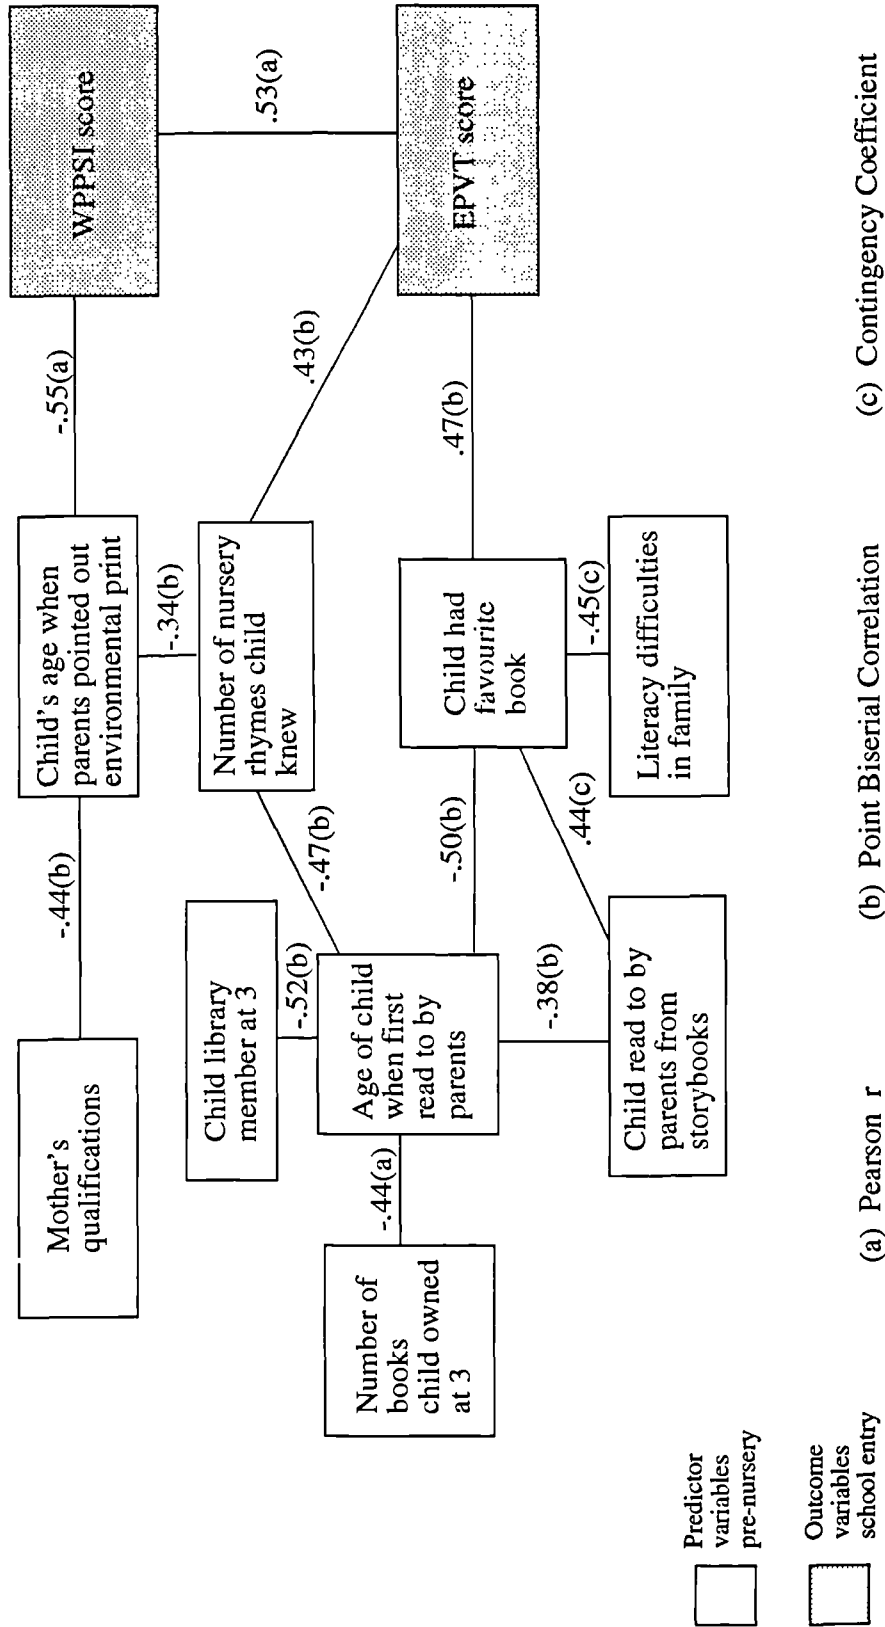 Mother's
qualifications
-.44(b)
Child's age when
parents pointed out
environmental print
-.55(a)
WPPSI score
-.34(b)
.53(a)
Child library
member at 3
-.52(b)
Number of nursery
rhymes child
knew
-.47(b)
.43(b)
Number of
books
child owned
at 3
-.44(a)
Age of child
when first
read to by
parents
-.50(b)
Child had
favourite
book
.47(b)
EPVT score
-.38(b)
.44(c)
-.45(c)
Child read to by
parents from
storybooks
Literacy difficulties
in family
Predictor
variables
pre-nursery
Outcome
variables
school entry
(a) Pearson r
(b) Point Biserial Correlation
(c) Contingency Coefficient